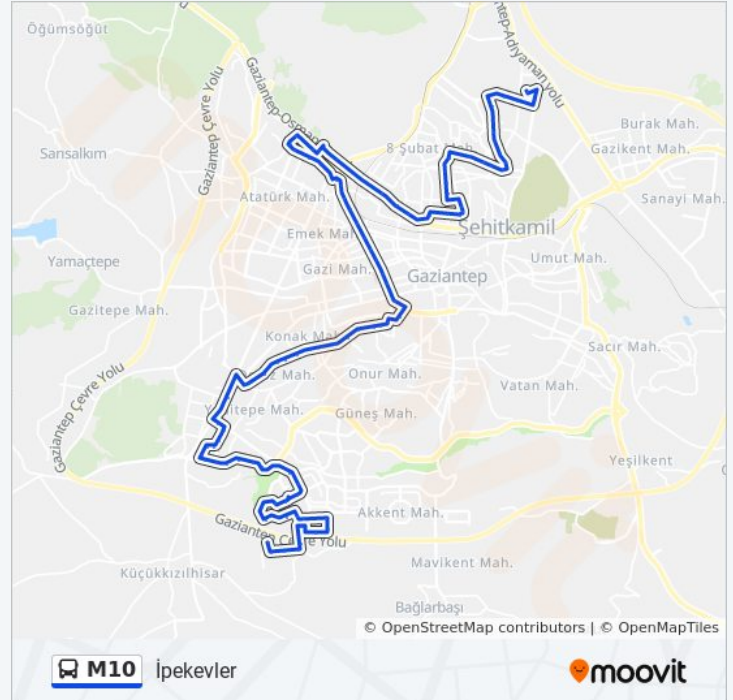 Öğümsöğüt
Gaziantep-Adıyaman yolu
Gaziantep-Osman
Gaziantep Çevre Yolu
Burak Mah.
8 Şubat Mah.
Gazikent Mah.
Sansalkım
Atatürk Mah.
Sanayi Mah.
Emek Mah
Şehitkamil
Yamaçtepe
Gazi Mah.
Gaziantep
Umut Mah.
Gazitepe Mah.
Konak Mah
Sacır Mah.
z Mah.
Onur Mah.
Vatan Mah.
Gaziantep Çevre Yolu
tepe Mah.
Güneş Mah.
Yeşilkent
Akkent Mah.
Gaziantep Çevre Yolu
Mavikent Mah.
Küçükkızılhisar
Bağlarbaşı
© OpenStreetMap contributors | © OpenMapTiles
M10 İpekevler
moovit